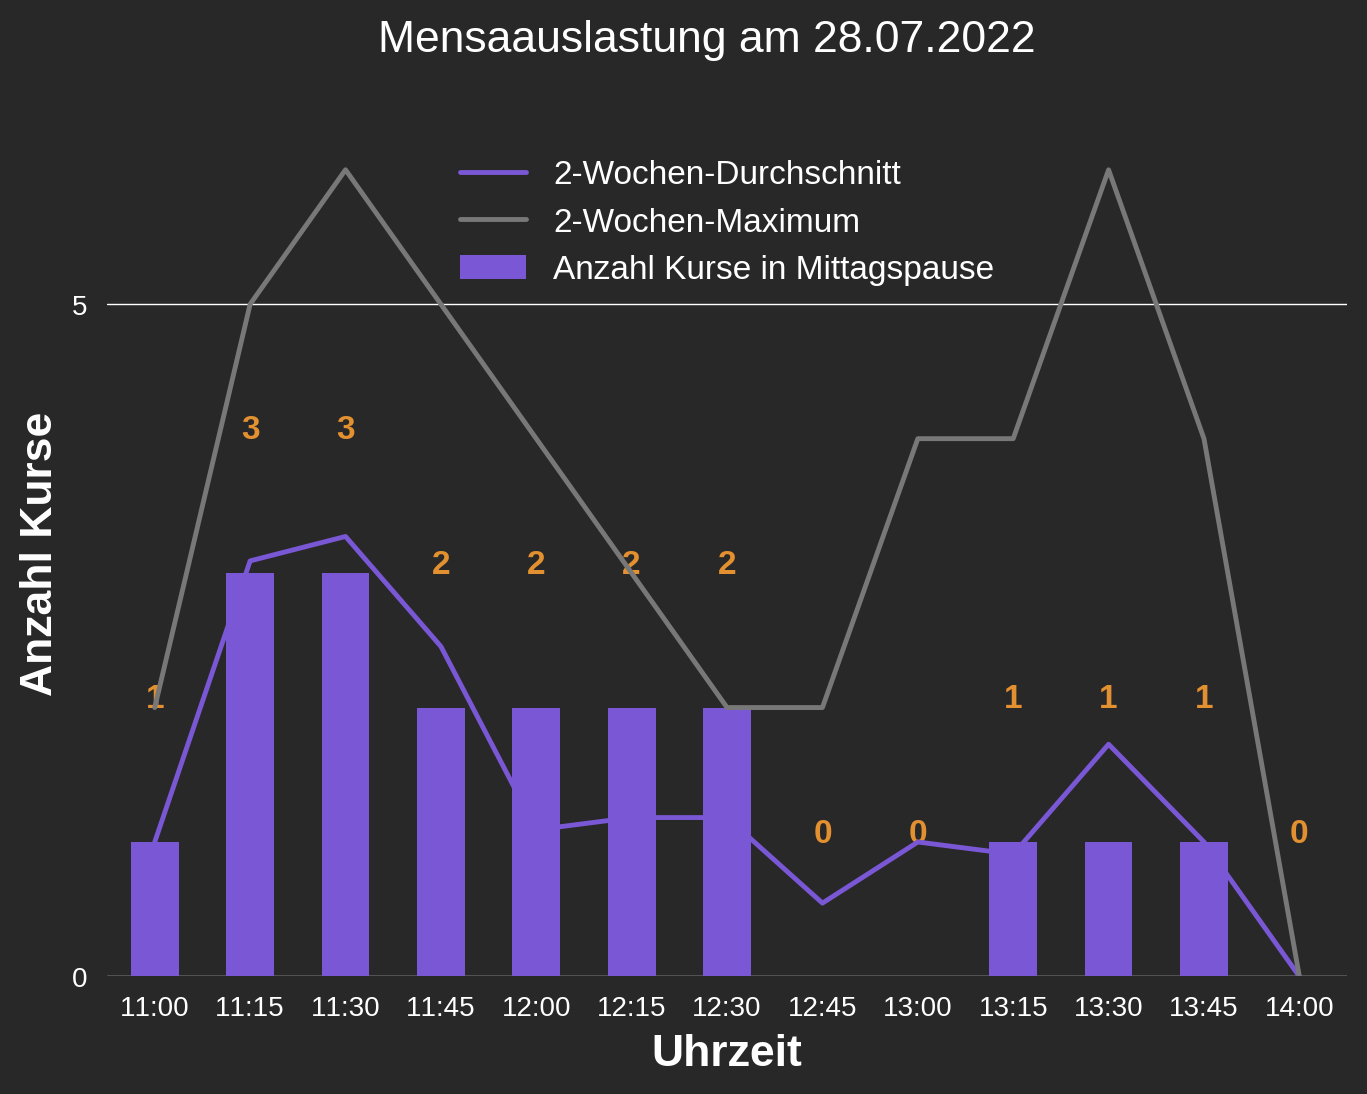 Mensaauslastung am 28.07.2022
2-Wochen-Durchschnitt
2-Wochen-Maximum
Anzahl Kurse in Mittagspause
5
0
Anzahl Kurse
1
3
3
2
2
2
2
0
0
1
1
1
0
11:00 11:15 11:30 11:45 12:00 12:15 12:30 12:45 13:00 13:15 13:30 13:45 14:00
Uhrzeit